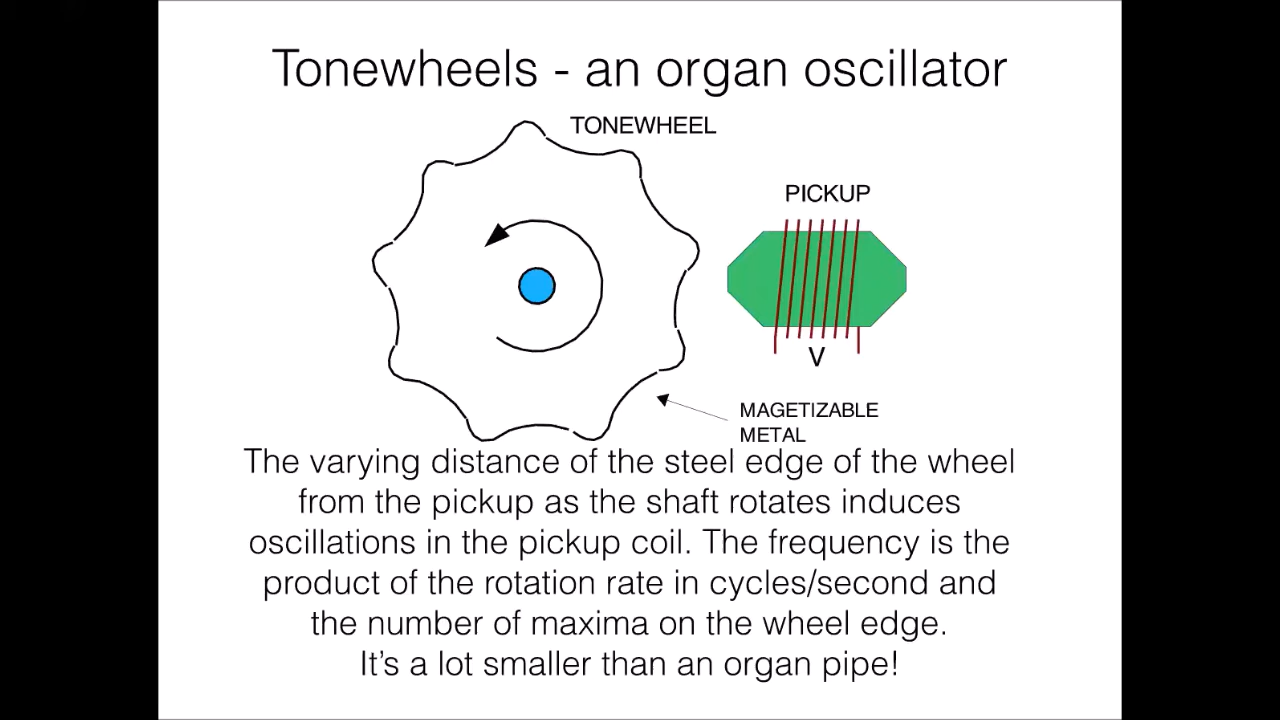 Tonewheels - an organ oscillator
TONEWHEEL
PICKUP
V
MAGETIZABLE
METAL
The varying distance of the steel edge of the wheel
from the pickup as the shaft rotates induces
oscillations in the pickup coil. The frequency is the
product of the rotation rate in cycles/second and
the number of maxima on the wheel edge.
It’s a lot smaller than an organ pipe!